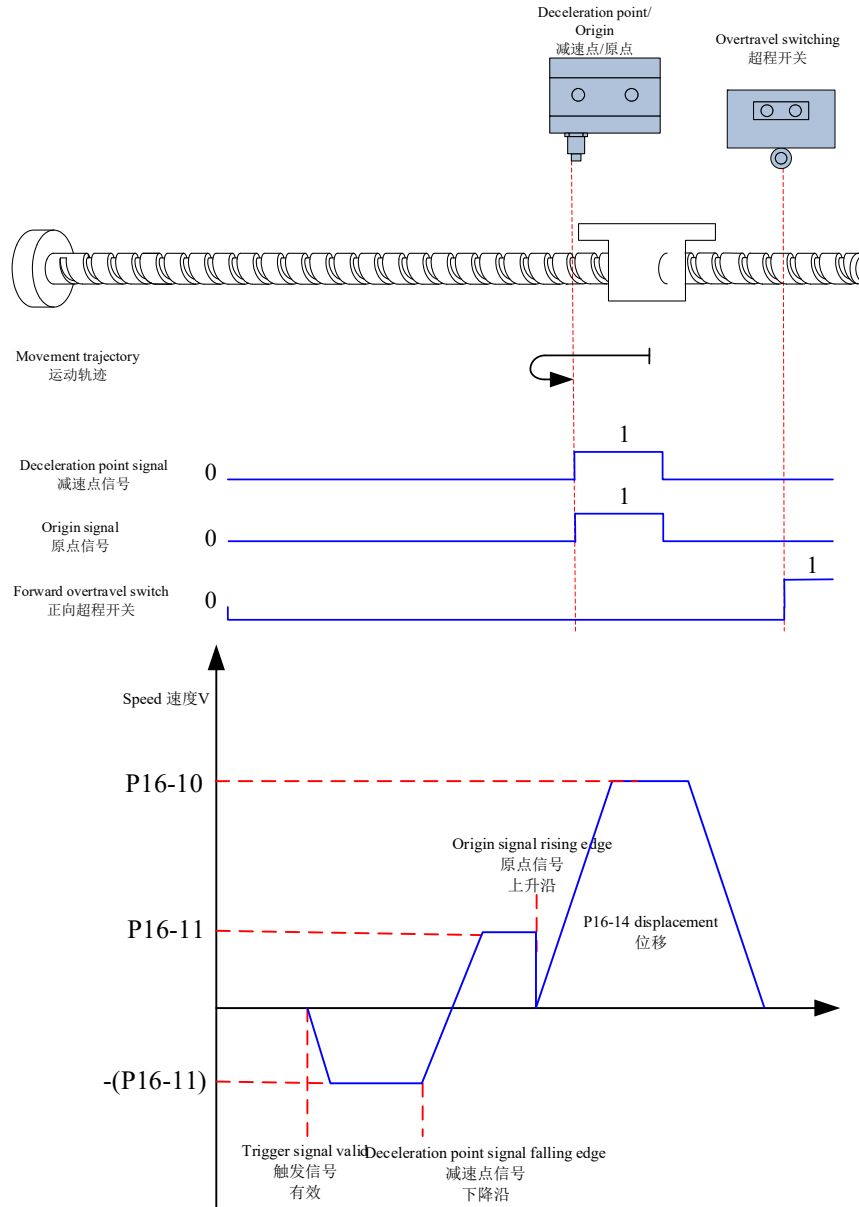 Deceleration point/
Origin
减速点/原点
Overtravel switching
超程开关
Movement trajectory
运动轨迹
1
Deceleration point signal
减速点信号
0
1
Origin signal
原点信号
0
1
Forward overtravel switch
正向超程开关
0
Speed 速度V
P16-10
Origin signal rising edge
原点信号
上升沿
P16-11
P16-14 displacement
位移
-(P16-11)
Trigger signal valid
触发信号
有效
Deceleration point signal falling edge
减速点信号
下降沿